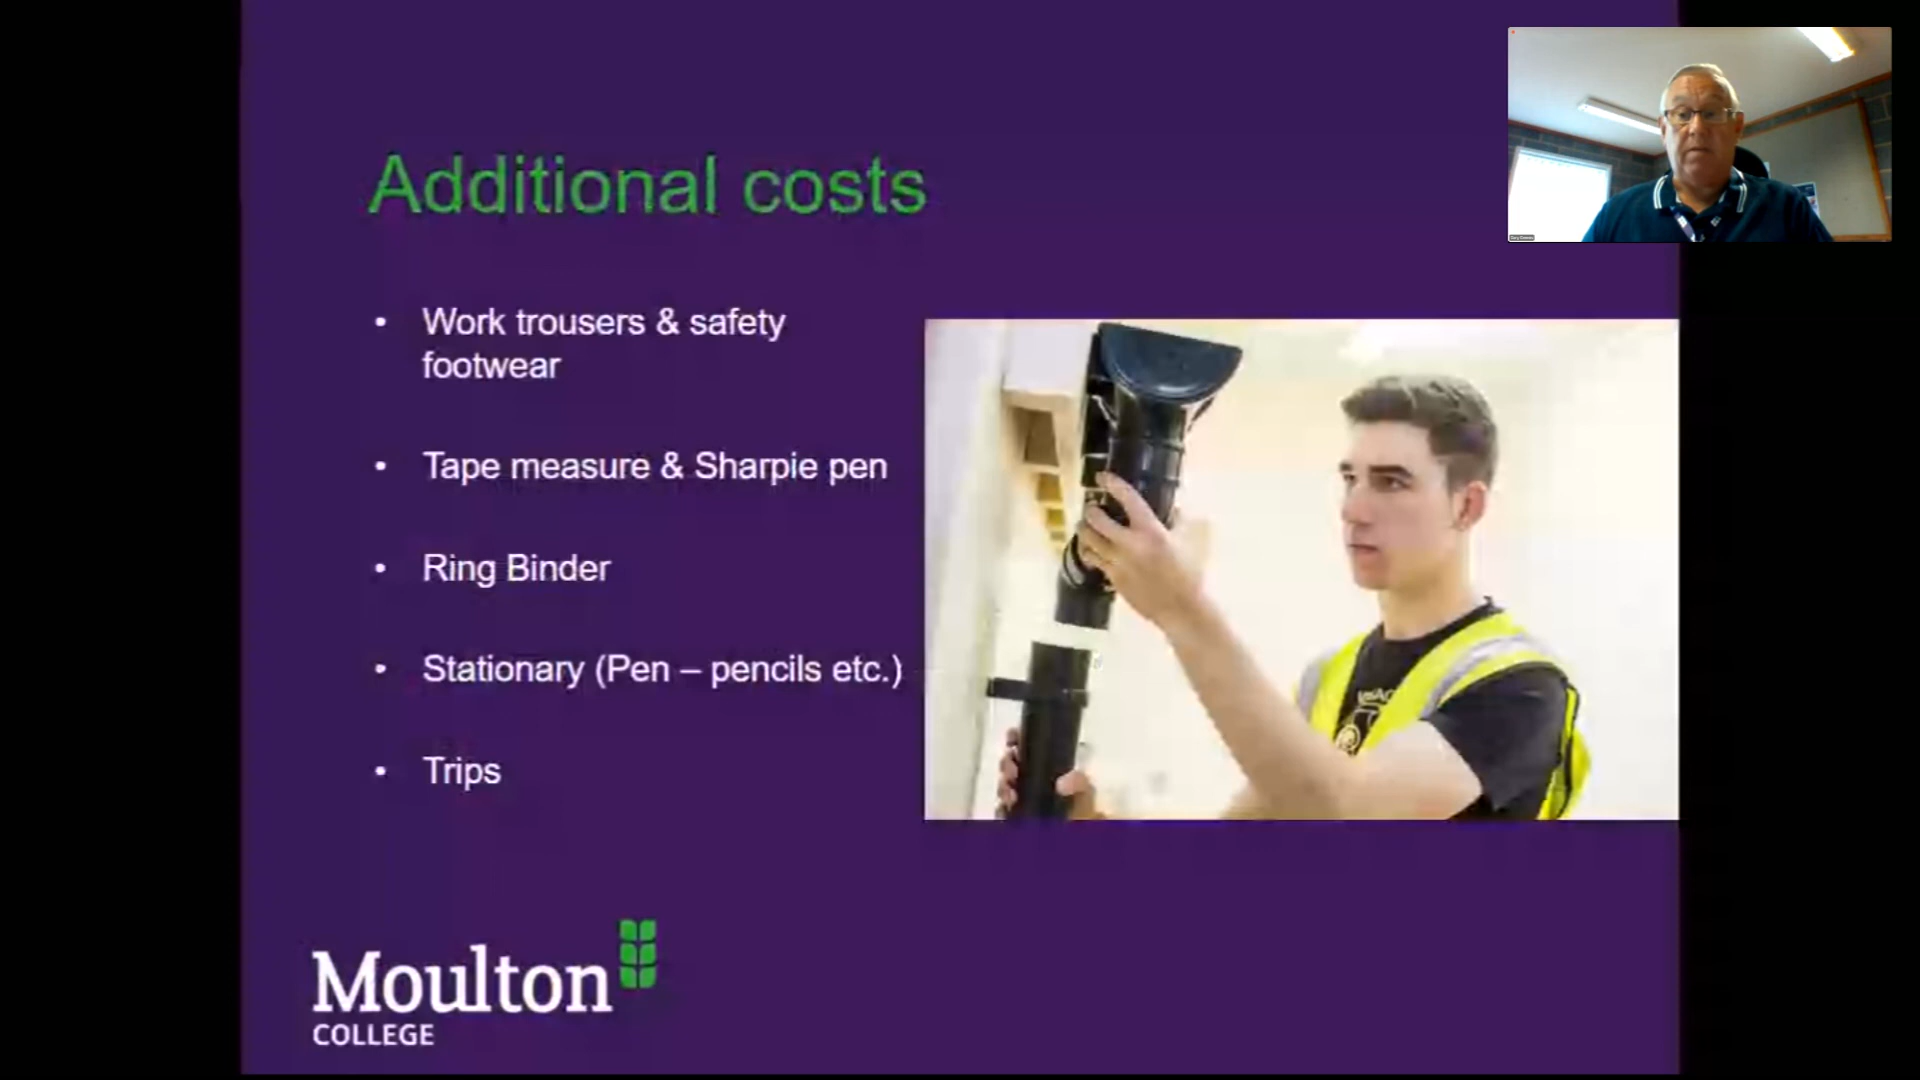 Additional costs
• Work trousers & safety
footwear
• Tape measure & Sharpie pen
• Ring Binder
• Stationary (Pen – pencils etc.)
• Trips
Moulton
COLLEGE